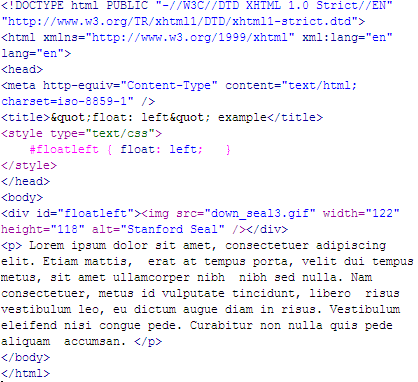 <!DOCTYPE html PUBLIC "-//W3C//DTD XHTML 1.0 Strict//EN"
"http://www.w3.org/TR/xhtml1/DTD/xhtml1-strict.dtd">
<html xmlns="http://www.w3.org/1999/xhtml" xml:lang="en"
lang="en">
<head>
<meta http-equiv="Content-Type" content="text/html;
charset=iso-8859-1" />
<title>&quot;float: left&quot; example</title>
<style type="text/css">
    #floatleft { float: left;   }
</style>
</head>
<body>
<div id="floatleft"><img src="down_seal3.gif" width="122"
height="118" alt="Stanford Seal" /></div>
<p> Lorem ipsum dolor sit amet, consectetuer adipiscing
elit. Etiam mattis,  erat at tempus porta, velit dui tempus
metus, sit amet ullamcorper nibh  nibh sed nulla. Nam
consectetuer, metus id vulputate tincidunt, libero  risus
vestibulum leo, eu dictum augue diam in risus. Vestibulum
eleifend nisi congue pede. Curabitur non nulla quis pede
aliquam  accumsan. </p>
</body>
</html>